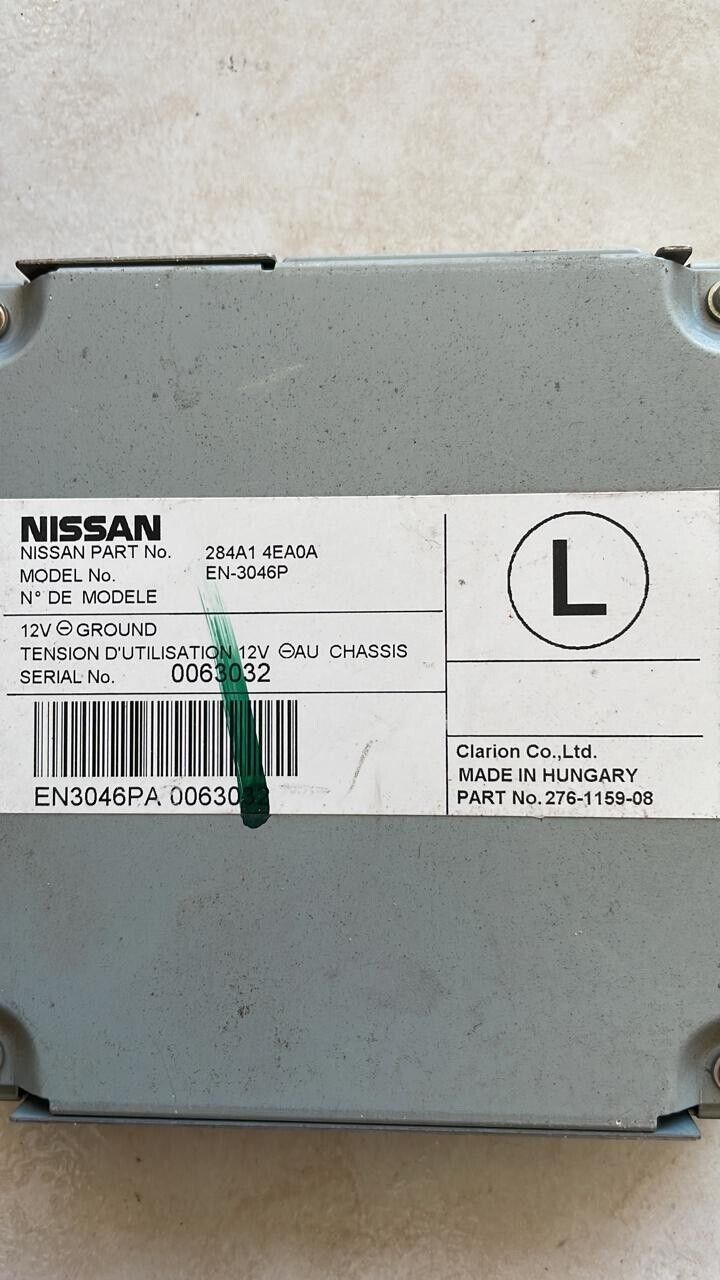 NISSAN
NISSAN PART No. 284A1 4EA0A
MODEL No. EN-3046P
N° DE MODELE
12V ⊖ GROUND
TENSION D'UTILISATION 12V ⊖AU CHASSIS
SERIAL No. 0063032
EN3046PA 0063032
L
Clarion Co.,Ltd.
MADE IN HUNGARY
PART No. 276-1159-08